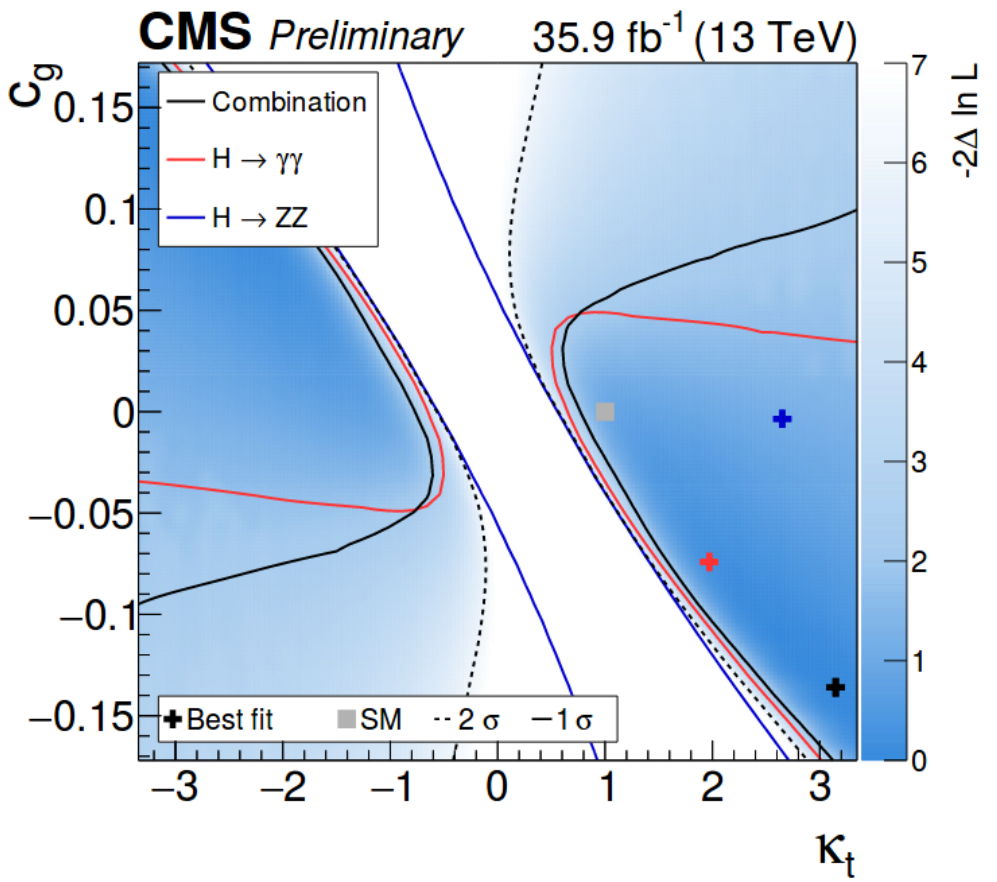 CMS Preliminary 35.9 fb⁻¹ (13 TeV)
c_g
0.15
0.1
0.05
0
−0.05
−0.1
−0.15
Combination
H → γγ
H → ZZ
Best fit SM 2 σ 1 σ
−3 −2 −1 0 1 2 3
κ_t
7
6
5
4
3
2
1
0
-2Δ ln L